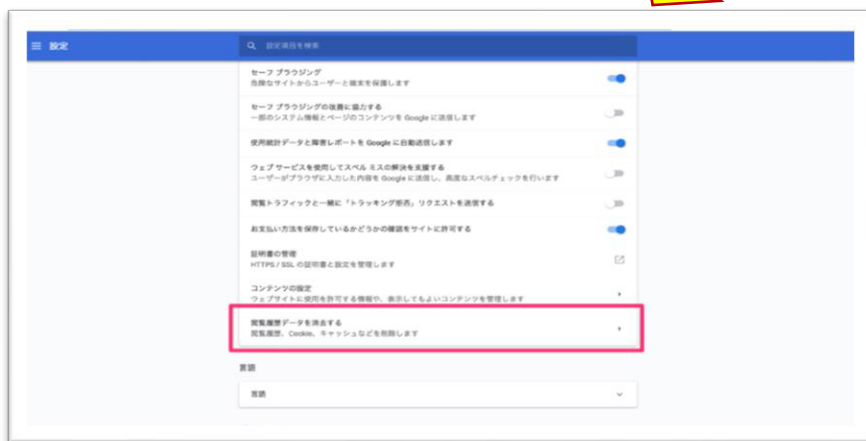 設定
設定項目を検索
セーフ ブラウジング
危険なサイトからユーザーと端末を保護します
セーフ ブラウジングの改善に協力する
一部のシステム情報とページのコンテンツを Google に送信します
使用統計データと障害レポートを Google に自動送信します
ウェブ サービスを使用してスペル ミスの解決を支援する
ユーザーがブラウザに入力した内容を Google に送信し、高度なスペルチェックを行います
閲覧トラフィックと一緒に「トラッキング拒否」リクエストを送信する
お支払い方法を保存しているかどうかの確認をサイトに許可する
証明書の管理
HTTPS / SSL の証明書と設定を管理します
コンテンツの設定
ウェブサイトに使用を許可する情報や、表示してもよいコンテンツを管理します
閲覧履歴データを消去する
閲覧履歴、Cookie、キャッシュなどを削除します
言語
言語